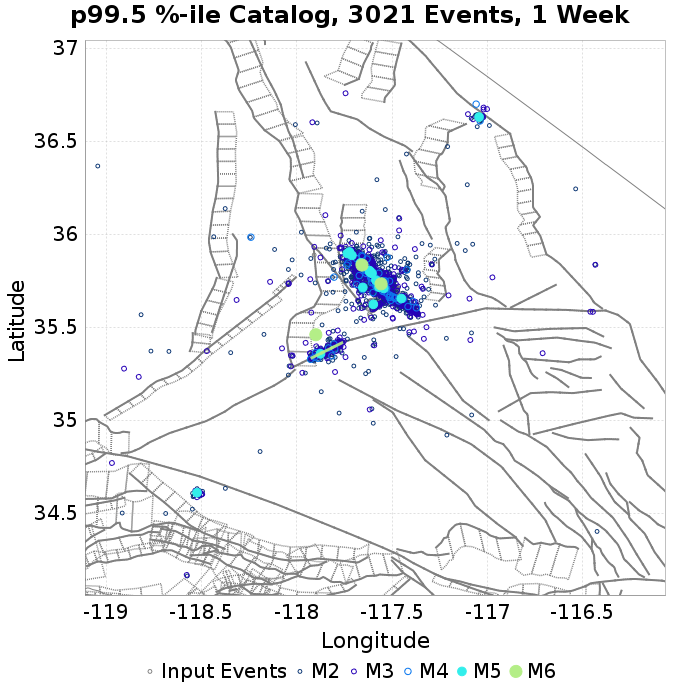 p99.5 %-ile Catalog, 3021 Events, 1 Week
37
36.5
36
35.5
35
34.5
Latitude
-119 -118.5 -118 -117.5 -117 -116.5
Longitude
Input Events M2 M3 M4 M5 M6